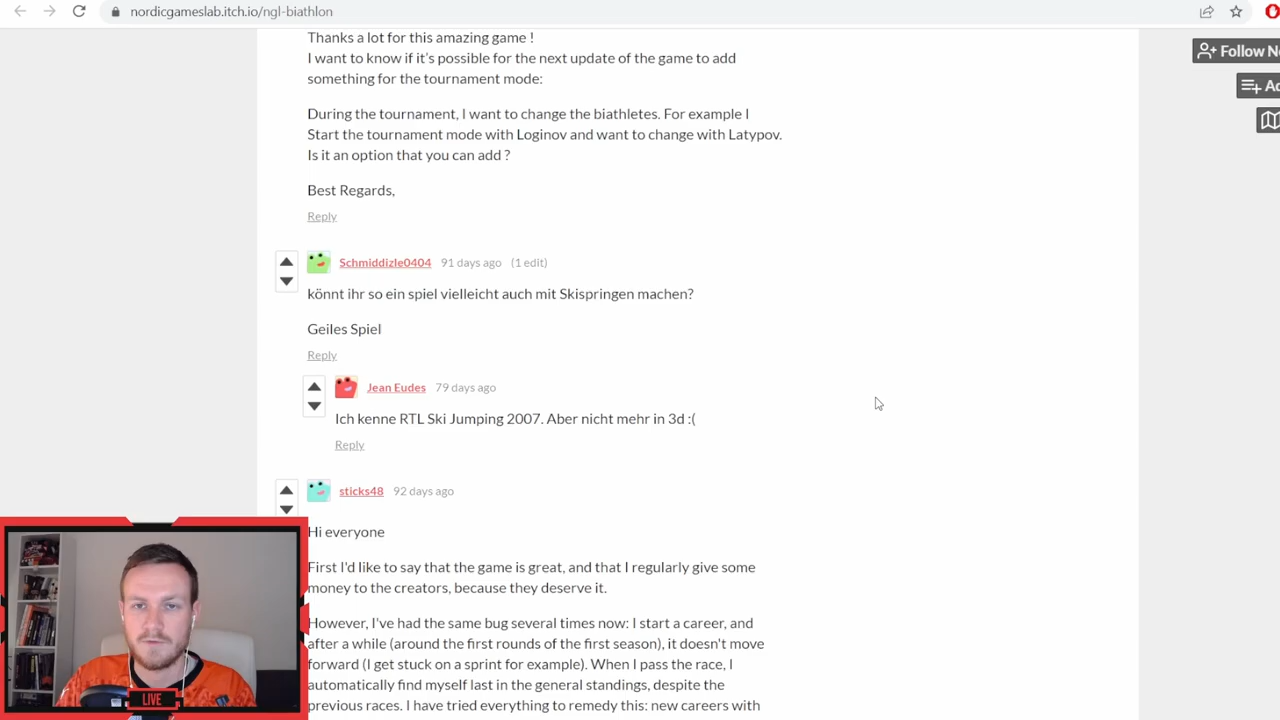 nordicgameslab.itch.io/ngl-biathlon
Follow N
Ad
Thanks a lot for this amazing game !
I want to know if it's possible for the next update of the game to add
something for the tournament mode:
During the tournament, I want to change the biathletes. For example I
Start the tournament mode with Loginov and want to change with Latypov.
Is it an option that you can add ?
Best Regards,
Reply
Schmiddizle0404 91 days ago (1 edit)
könnt ihr so ein spiel vielleicht auch mit Skispringen machen?
Geiles Spiel
Reply
Jean Eudes 79 days ago
Ich kenne RTL Ski Jumping 2007. Aber nicht mehr in 3d :(
Reply
sticks48 92 days ago
Hi everyone
First I'd like to say that the game is great, and that I regularly give some
money to the creators, because they deserve it.
However, I've had the same bug several times now: I start a career, and
after a while (around the first rounds of the first season), it doesn't move
forward (I get stuck on a sprint for example). When I pass the race, I
automatically find myself last in the general standings, despite the
previous races. I have tried everything to remedy this: new careers with
LIVE